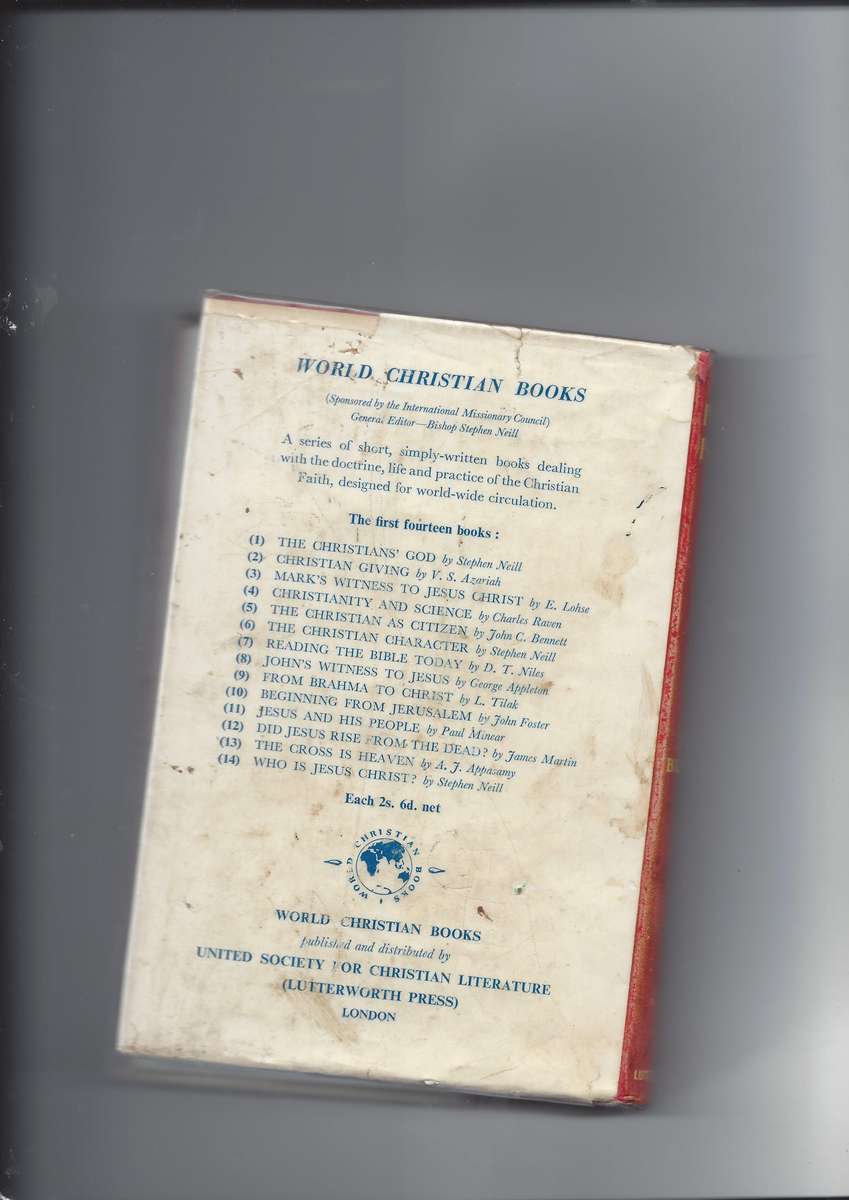 WORLD CHRISTIAN BOOKS
(Sponsored by the International Missionary Council)
General Editor—Bishop Stephen Neill
A series of short, simply-written books dealing
with the doctrine, life and practice of the Christian
Faith, designed for world-wide circulation.
The first fourteen books :
(1) THE CHRISTIANS' GOD by Stephen Neill
(2) CHRISTIAN GIVING by V. S. Azariah
(3) MARK'S WITNESS TO JESUS CHRIST by E. Lohse
(4) CHRISTIANITY AND SCIENCE by Charles Raven
(5) THE CHRISTIAN AS CITIZEN by John C. Bennett
(6) THE CHRISTIAN CHARACTER by Stephen Neill
(7) READING THE BIBLE TODAY by D. T. Niles
(8) JOHN'S WITNESS TO JESUS by George Appleton
(9) FROM BRAHMA TO CHRIST by L. Tilak
(10) BEGINNING FROM JERUSALEM by John Foster
(11) JESUS AND HIS PEOPLE by Paul Minear
(12) DID JESUS RISE FROM THE DEAD? by James Martin
(13) THE CROSS IS HEAVEN by A. J. Appasamy
(14) WHO IS JESUS CHRIST? by Stephen Neill
Each 2s. 6d. net
WORLD CHRISTIAN BOOKS
WORLD CHRISTIAN BOOKS
published and distributed by
UNITED SOCIETY FOR CHRISTIAN LITERATURE
(LUTTERWORTH PRESS)
LONDON